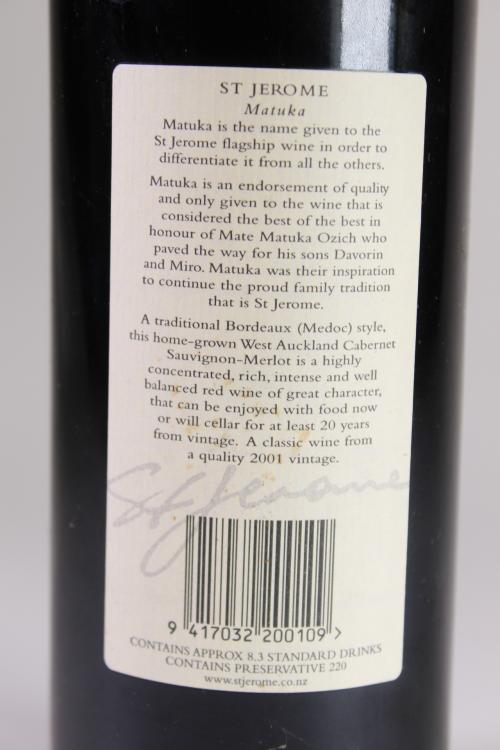 ST JEROME
Matuka
Matuka is the name given to the
St Jerome flagship wine in order to
differentiate it from all the others.
Matuka is an endorsement of quality
and only given to the wine that is
considered the best of the best in
honour of Mate Matuka Ozich who
paved the way for his sons Davorin
and Miro. Matuka was their inspiration
to continue the proud family tradition
that is St Jerome.
A traditional Bordeaux (Medoc) style,
this home-grown West Auckland Cabernet
Sauvignon-Merlot is a highly
concentrated, rich, intense and well
balanced red wine of great character,
that can be enjoyed with food now
or will cellar for at least 20 years
from vintage. A classic wine from
a quality 2001 vintage.
St Jerome
9 417032 200109 >
CONTAINS APPROX 8.3 STANDARD DRINKS
CONTAINS PRESERVATIVE 220
www.stjerome.co.nz